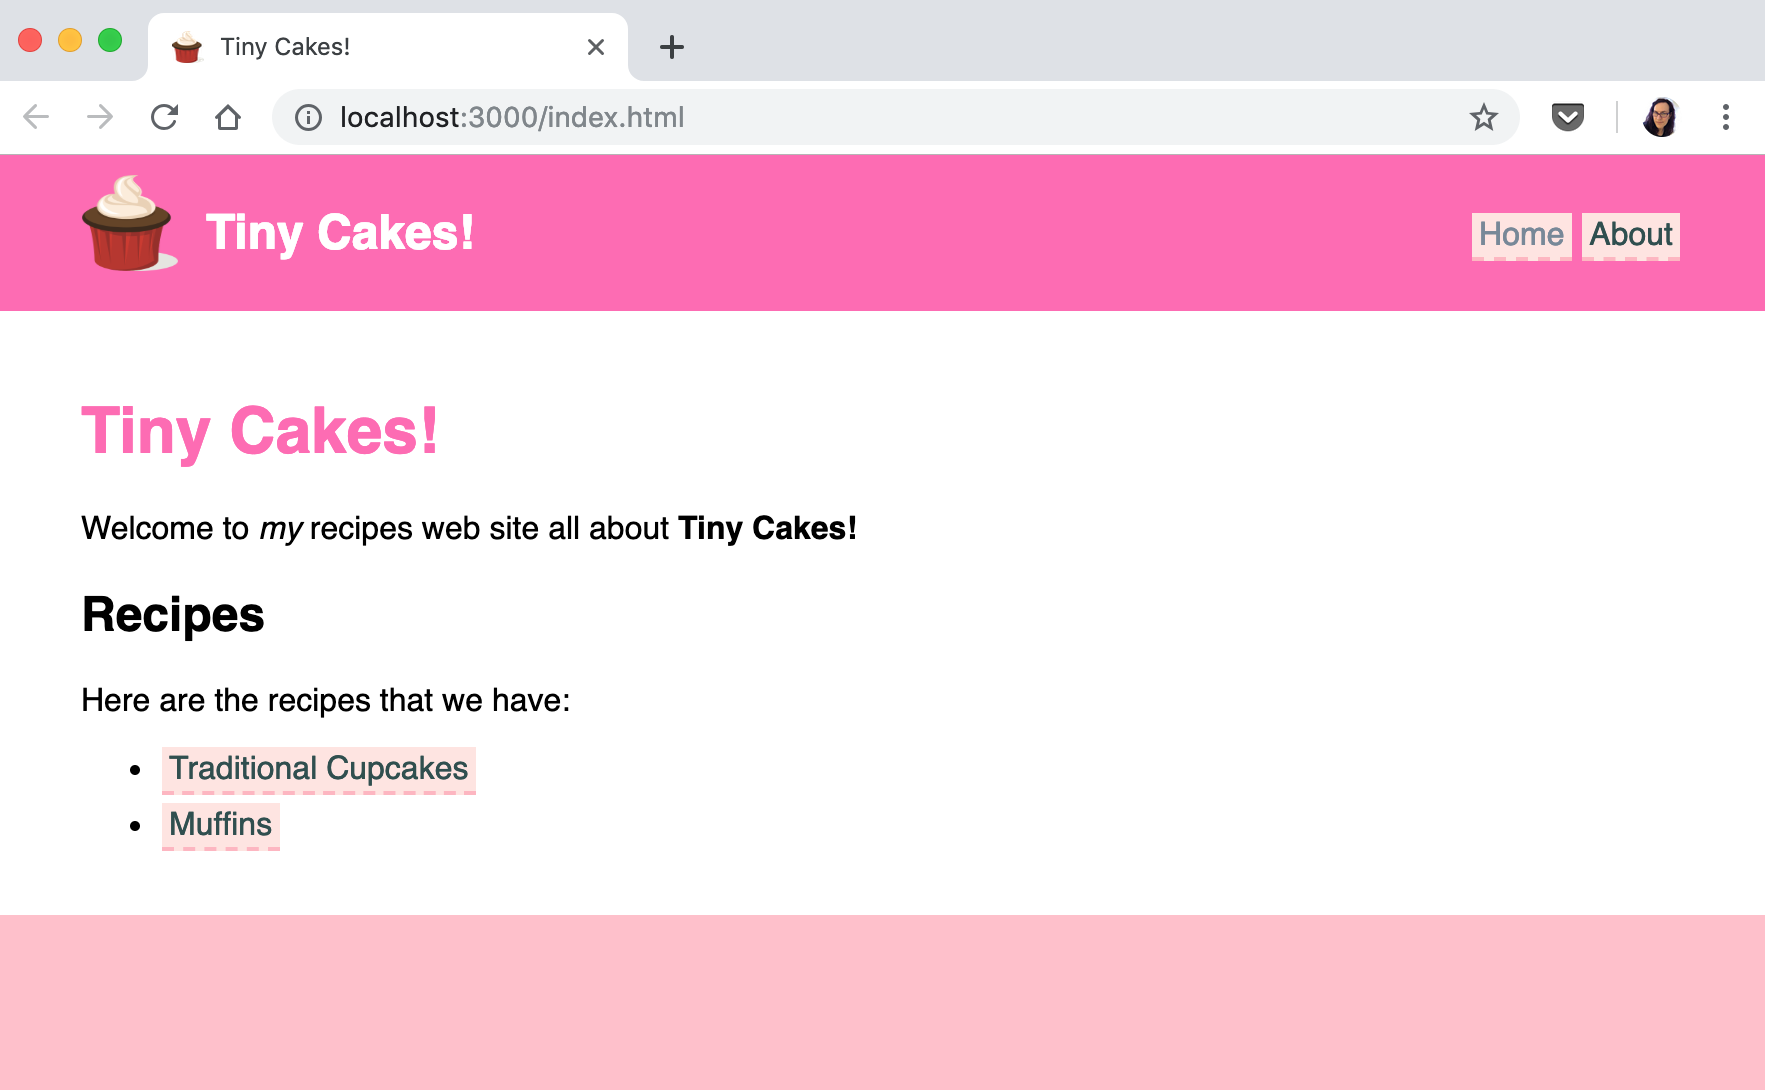 Tiny Cakes!
localhost:3000/index.html
Tiny Cakes!
Home About
Tiny Cakes!
Welcome to my recipes web site all about Tiny Cakes!
Recipes
Here are the recipes that we have:
Traditional Cupcakes
Muffins